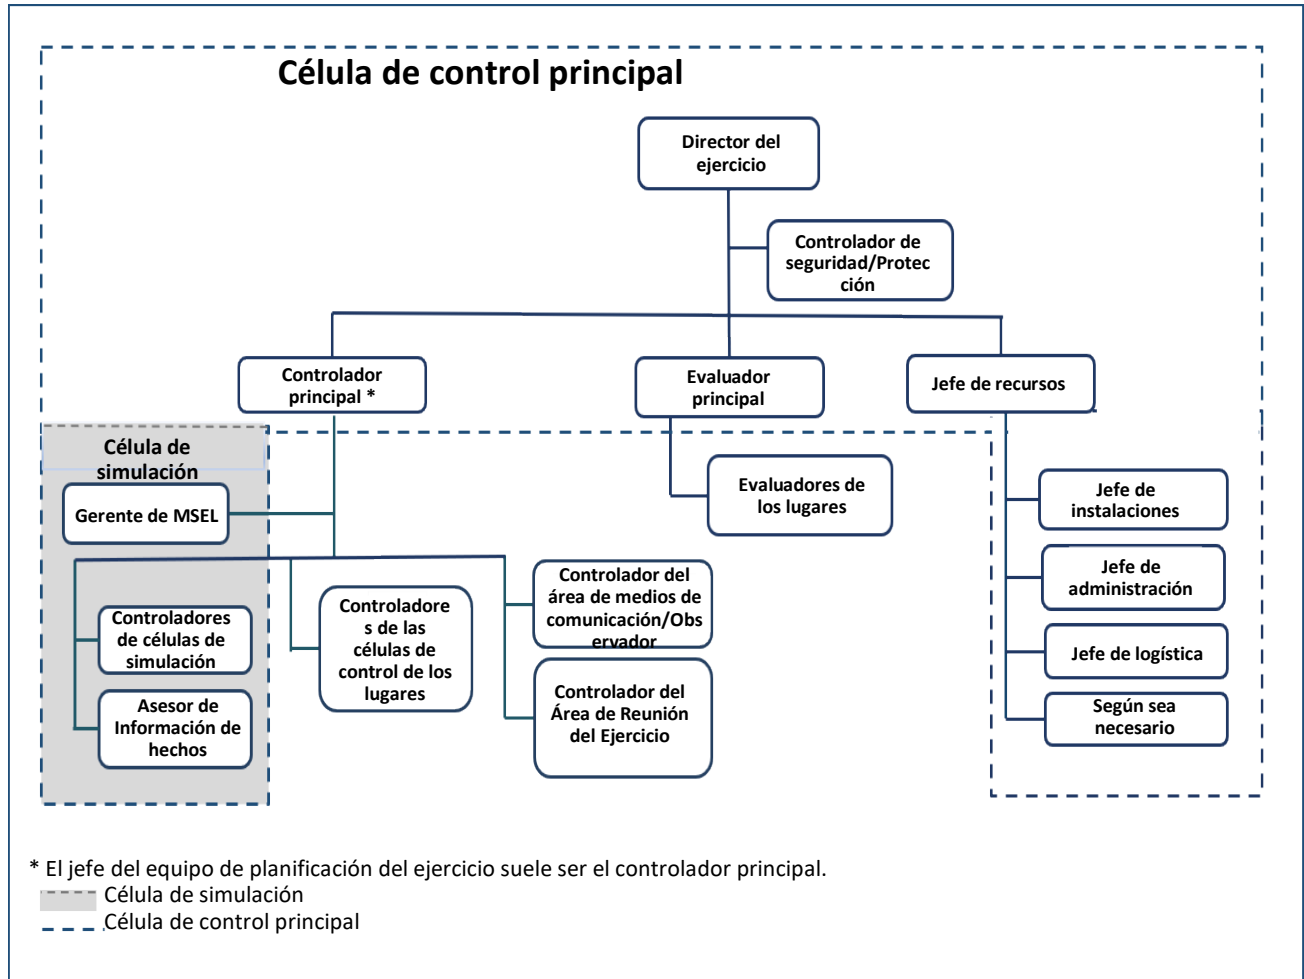 Célula de control principal
Director del
ejercicio
Controlador de
seguridad/Protec
ción
Controlador
principal *
Evaluador
principal
Jefe de recursos
Célula de
simulación
Gerente de MSEL
Evaluadores de
los lugares
Jefe de
instalaciones
Jefe de
administración
Jefe de logística
Según sea
necesario
Controladores
de células de
simulación
Asesor de
Información de
hechos
Controladore
s de las
células de
control de los
lugares
Controlador del
área de medios de
comunicación/Obs
ervador
Controlador del
Área de Reunión
del Ejercicio
* El jefe del equipo de planificación del ejercicio suele ser el controlador principal.
Célula de simulación
Célula de control principal